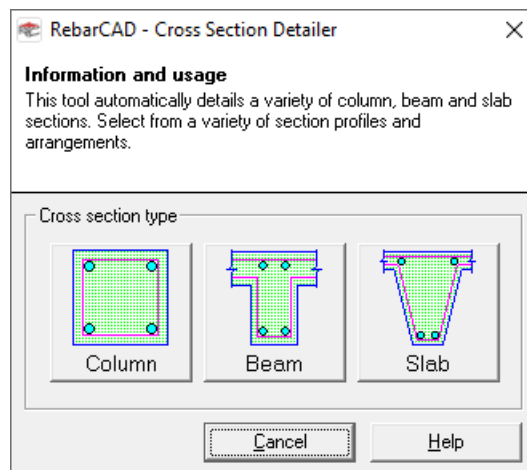 RebarCAD - Cross Section Detailer
Information and usage
This tool automatically details a variety of column, beam and slab
sections. Select from a variety of section profiles and
arrangements.
Cross section type
Column
Beam
Slab
Cancel
Help